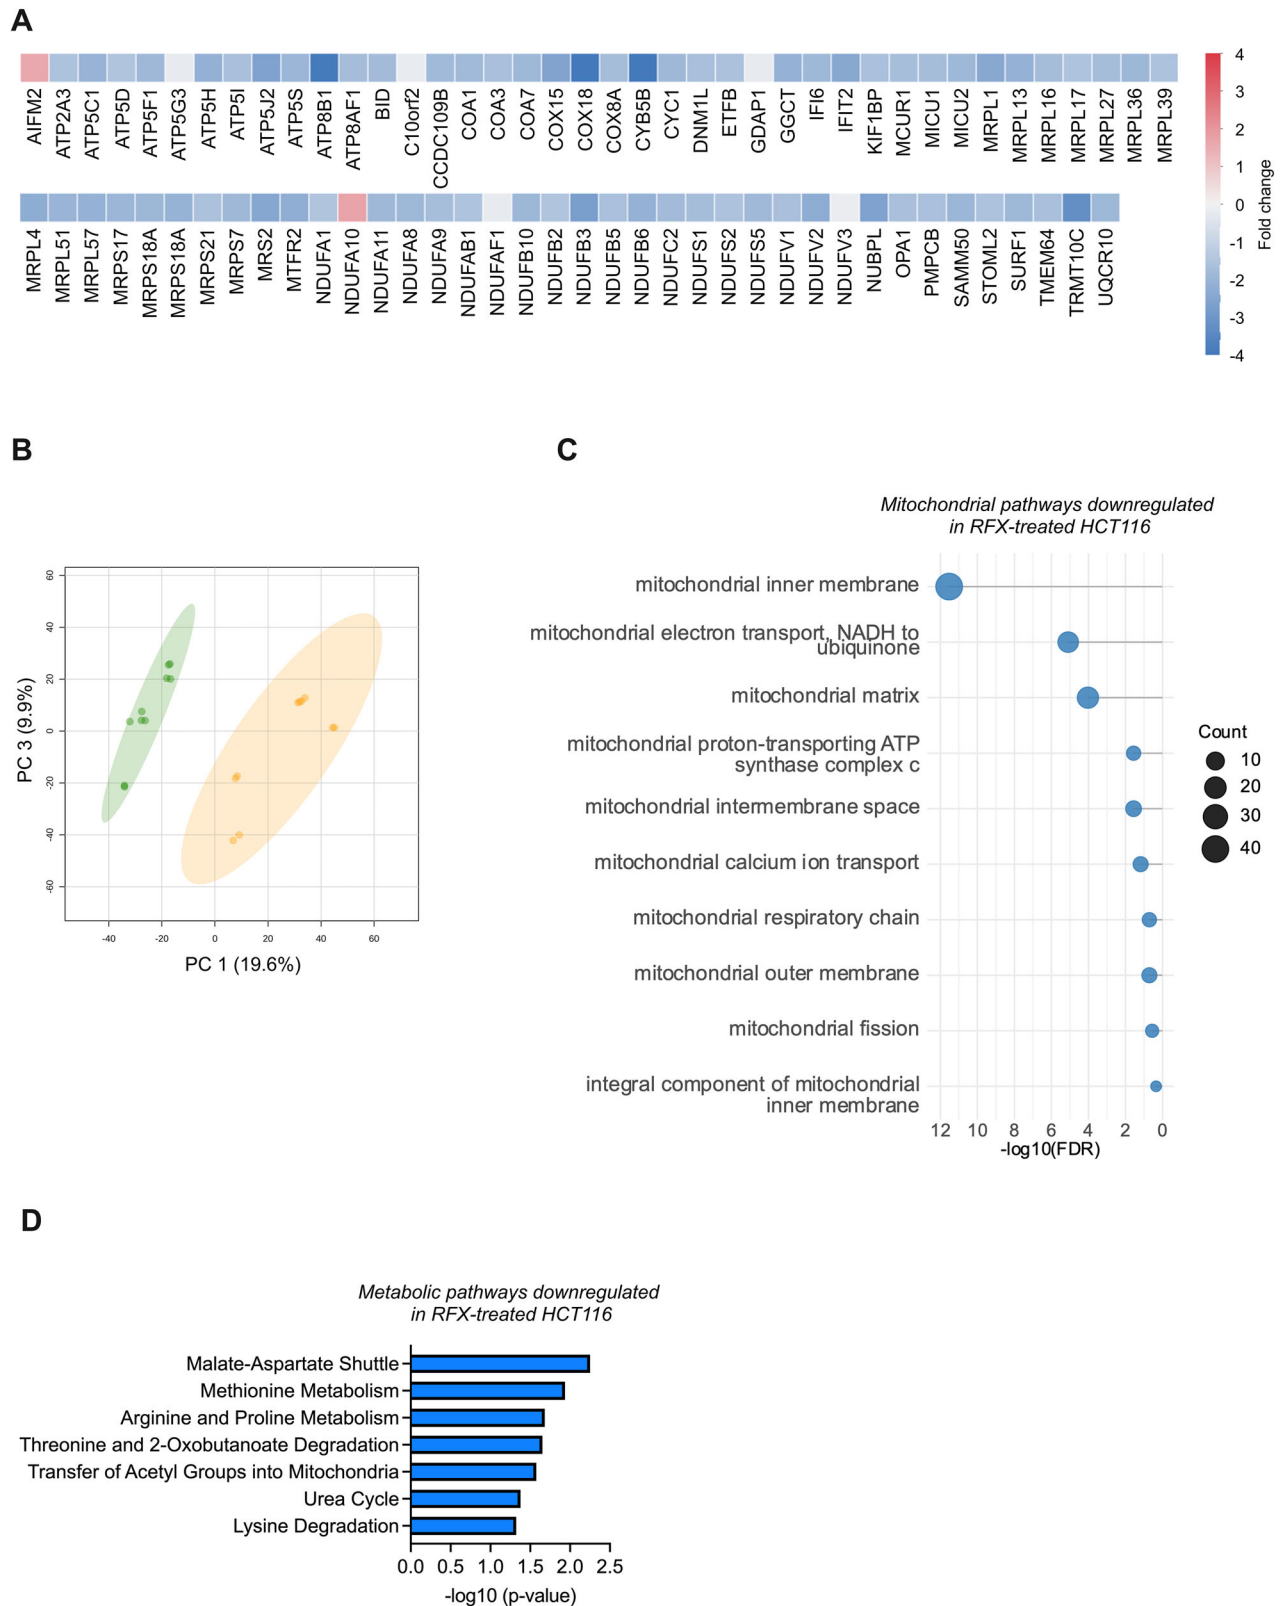 A
AIFM2 ATP2A3 ATP5C1 ATP5D ATP5F1 ATP5G3 ATP5H ATP5I ATP5J2 ATP5S ATP8B1 ATP8AF1 BID C10orf2 CCDC109B COA1 COA3 COA7 COX15 COX18 COX8A CYB5B CYC1 DNM1L ETFB GDAP1 GGCT IFI6 IFIT2 KIF1BP MCUR1 MICU1 MICU2 MRPL1 MRPL13 MRPL16 MRPL17 MRPL27 MRPL36 MRPL39
MRPL4 MRPL51 MRPL57 MRPS17 MRPS18A MRPS18A MRPS21 MRPS7 MRS2 MTFR2 NDUFA1 NDUFA10 NDUFA11 NDUFA8 NDUFA9 NDUFAB1 NDUFAF1 NDUFB10 NDUFB2 NDUFB3 NDUFB5 NDUFB6 NDUFC2 NDUFS1 NDUFS2 NDUFS5 NDUFV1 NDUFV2 NDUFV3 NUBPL OPA1 PMPCB SAMM50 STOML2 SURF1 TMEM64 TRMT10C UQCR10
4
3
2
1
0
-1
-2
-3
-4
Fold change
B
60
40
20
0
-20
-40
-60
PC 3 (9.9%)
-40 -20 0 20 40 60
PC 1 (19.6%)
C
Mitochondrial pathways downregulated
in RFX-treated HCT116
mitochondrial inner membrane
mitochondrial electron transport, NADH to
ubiquinone
mitochondrial matrix
mitochondrial proton-transporting ATP
synthase complex c
mitochondrial intermembrane space
mitochondrial calcium ion transport
mitochondrial respiratory chain
mitochondrial outer membrane
mitochondrial fission
integral component of mitochondrial
inner membrane
12 10 8 6 4 2 0
-log10(FDR)
Count
10
20
30
40
D
Metabolic pathways downregulated
in RFX-treated HCT116
Malate-Aspartate Shuttle
Methionine Metabolism
Arginine and Proline Metabolism
Threonine and 2-Oxobutanoate Degradation
Transfer of Acetyl Groups into Mitochondria
Urea Cycle
Lysine Degradation
0.0 0.5 1.0 1.5 2.0 2.5
-log10 (p-value)